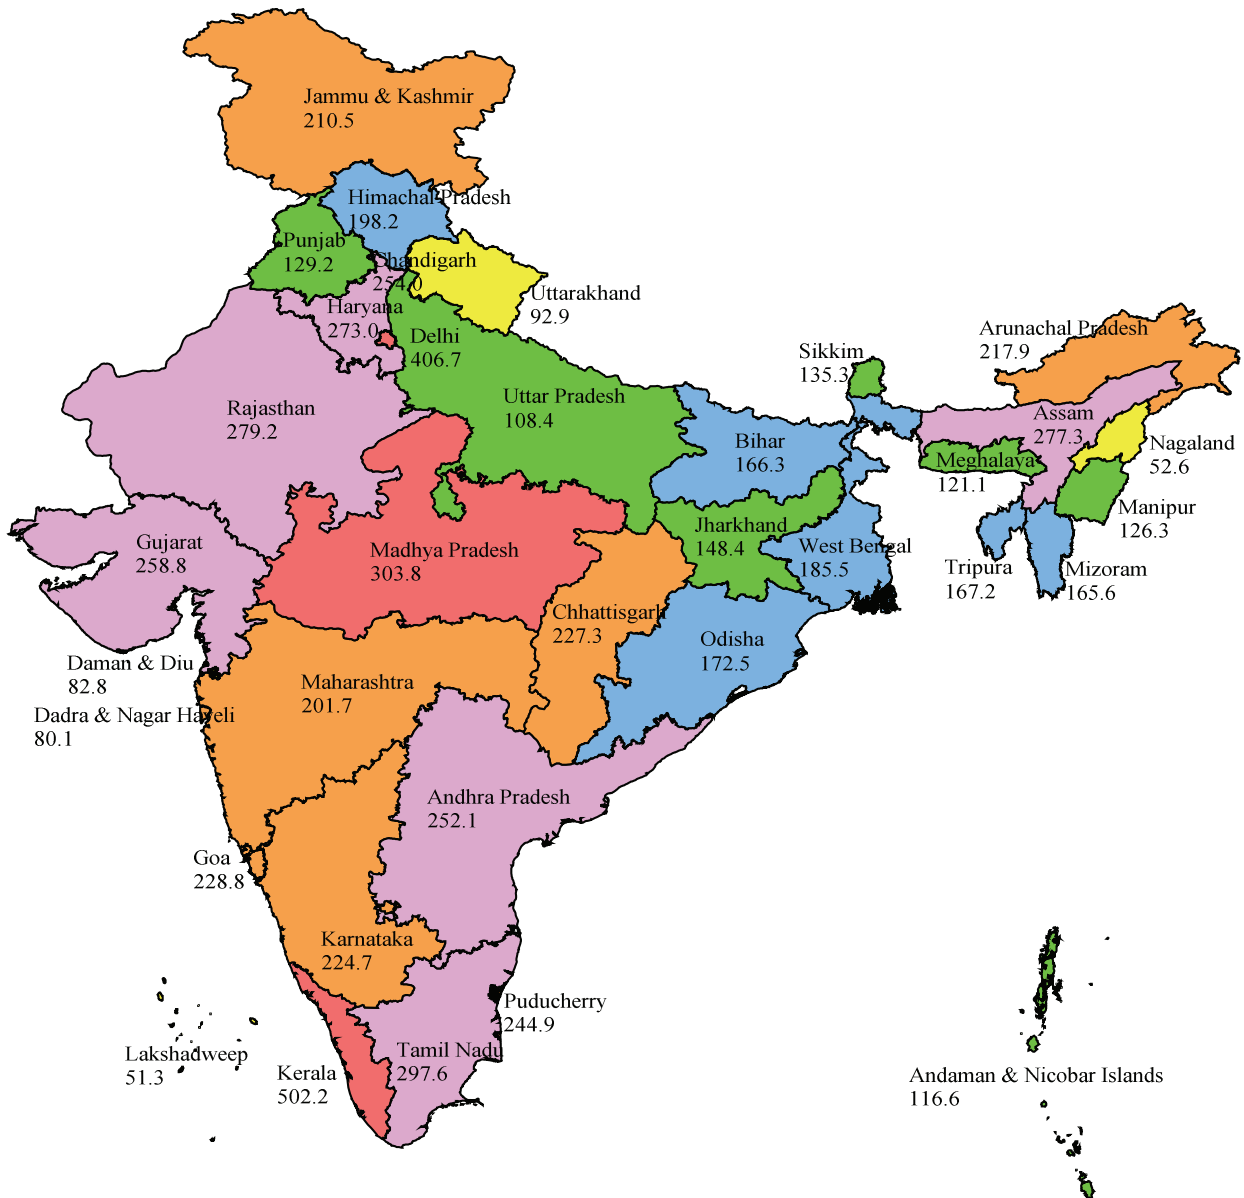 Jammu & Kashmir
210.5
Himachal Pradesh
198.2
Punjab
129.2
Chandigarh
254.0
Uttarakhand
92.9
Haryana
273.0
Delhi
406.7
Arunachal Pradesh
217.9
Sikkim
135.3
Uttar Pradesh
108.4
Rajasthan
279.2
Assam
277.3
Bihar
166.3
Nagaland
52.6
Meghalaya
121.1
Manipur
126.3
Jharkhand
148.4
Gujarat
258.8
Madhya Pradesh
303.8
West Bengal
185.5
Tripura
167.2
Mizoram
165.6
Chhattisgarh
227.3
Odisha
172.5
Daman & Diu
82.8
Maharashtra
201.7
Dadra & Nagar Haveli
80.1
Andhra Pradesh
252.1
Goa
228.8
Karnataka
224.7
Puducherry
244.9
Lakshadweep
51.3
Tamil Nadu
297.6
Kerala
502.2
Andaman & Nicobar Islands
116.6